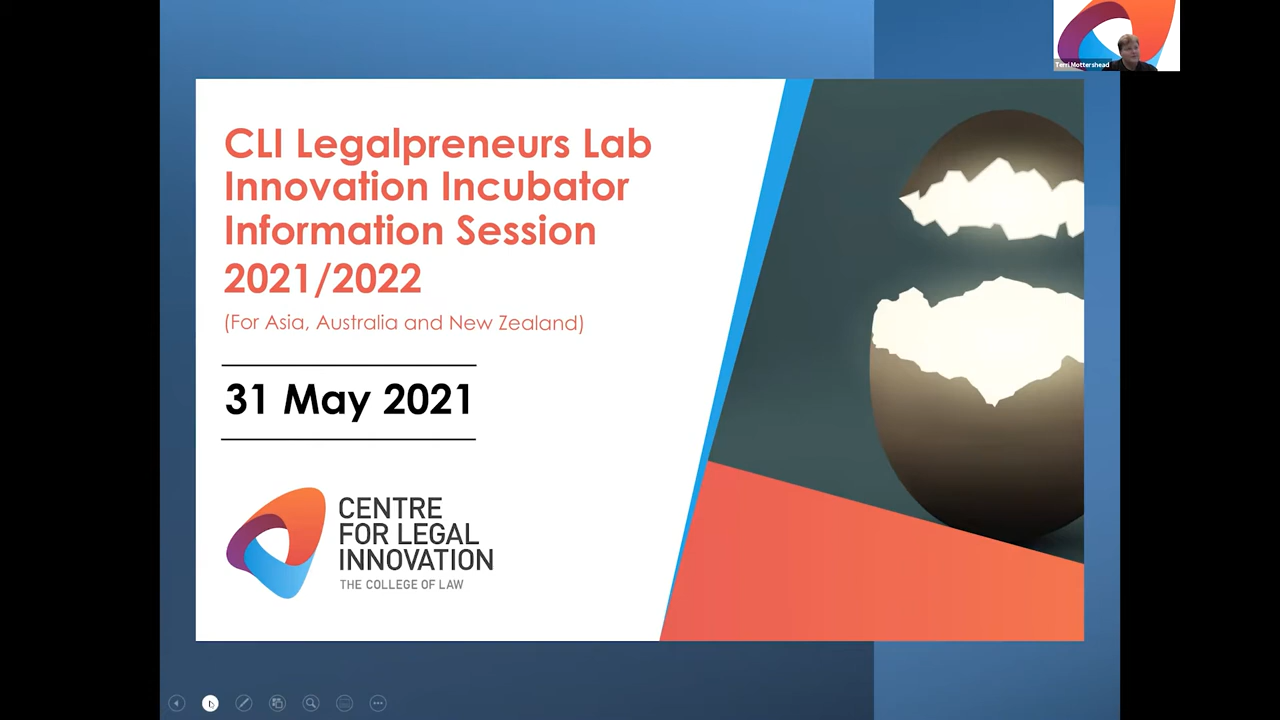 Terri Mottershead
CLI Legalpreneurs Lab
Innovation Incubator
Information Session
2021/2022
(For Asia, Australia and New Zealand)
31 May 2021
CENTRE
FOR LEGAL
INNOVATION
THE COLLEGE OF LAW